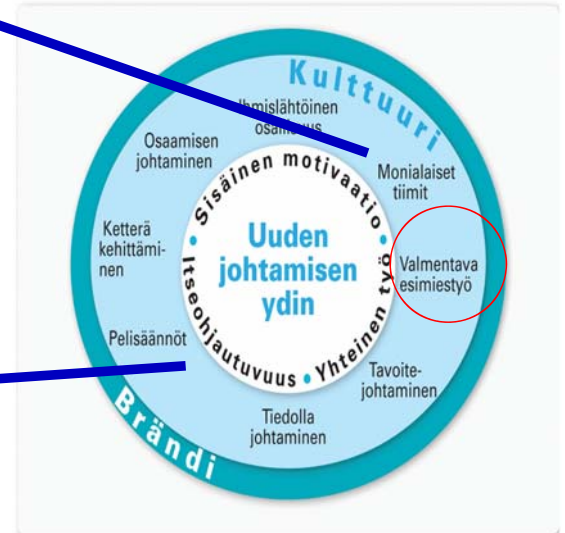 Kulttuuri
Ihmislähtöinen
osallisuus
Monialaiset
tiimit
Valmentava
esimiestyö
Tavoite-
johtaminen
Tiedolla
johtaminen
Pelisäännöt
Ketterä
kehittämi-
nen
Osaamisen
johtaminen
Sisäinen motivaatio •
Yhteinen työ
• Itseohjautuvuus •
Uuden
johtamisen
ydin
Brändi